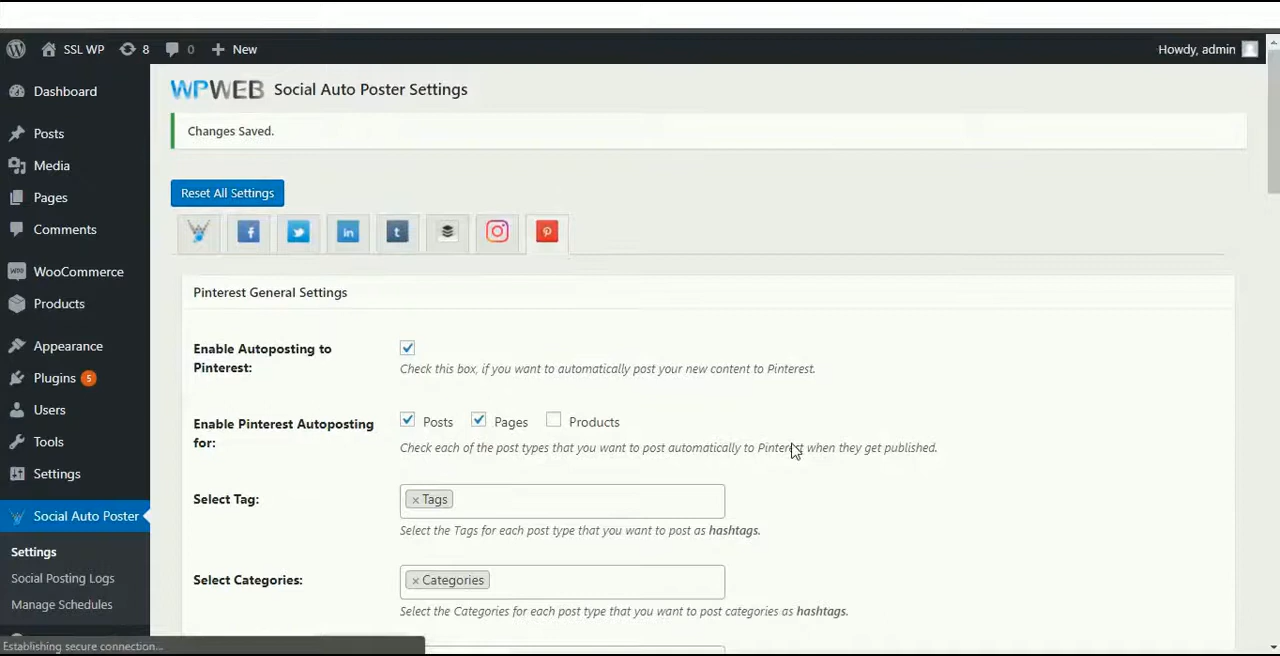 SSL WP 8 0 New Howdy, admin
Dashboard
Posts
Media
Pages
Comments
WooCommerce
Products
Appearance
Plugins 5
Users
Tools
Settings
Social Auto Poster
Settings
Social Posting Logs
Manage Schedules
Establishing secure connection...
WPWEB Social Auto Poster Settings
Changes Saved.
Reset All Settings
Pinterest General Settings
Enable Autoposting to
Pinterest:
Check this box, if you want to automatically post your new content to Pinterest.
Enable Pinterest Autoposting
for:
Posts Pages Products
Check each of the post types that you want to post automatically to Pinterest when they get published.
Select Tag:
× Tags
Select the Tags for each post type that you want to post as hashtags.
Select Categories:
× Categories
Select the Categories for each post type that you want to post categories as hashtags.